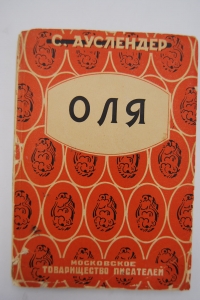 С. АУСЛЕНДЕР
ОЛЯ
МОСКОВСКОЕ
ТОВАРИЩЕСТВО ПИСАТЕЛЕЙ